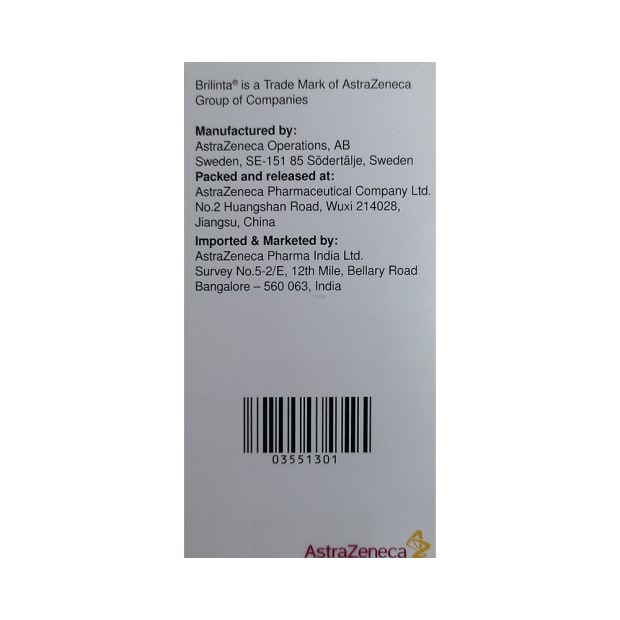 Brilinta® is a Trade Mark of AstraZeneca
Group of Companies
Manufactured by:
AstraZeneca Operations, AB
Sweden, SE-151 85 Södertälje, Sweden
Packed and released at:
AstraZeneca Pharmaceutical Company Ltd.
No.2 Huangshan Road, Wuxi 214028,
Jiangsu, China
Imported & Marketed by:
AstraZeneca Pharma India Ltd.
Survey No.5-2/E, 12th Mile, Bellary Road
Bangalore – 560 063, India
03551301
AstraZeneca